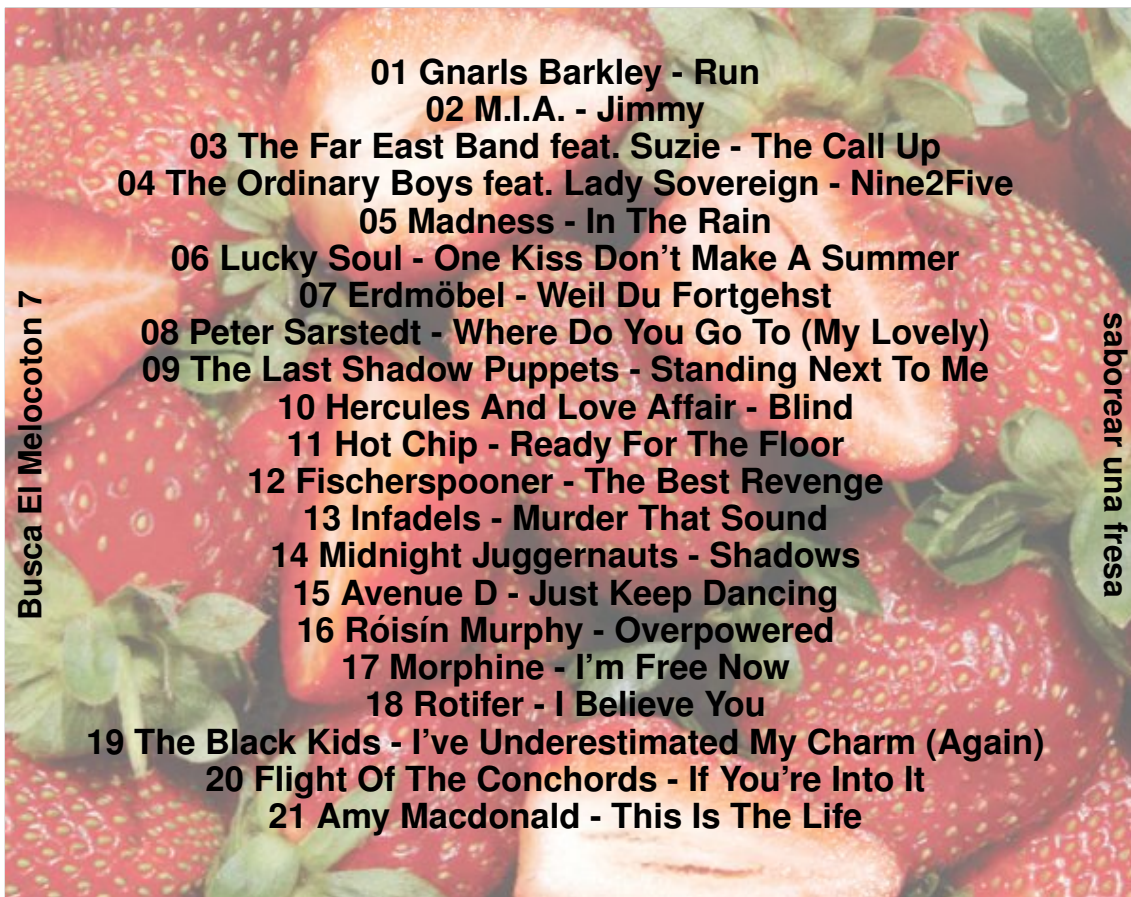 01 Gnarls Barkley - Run
02 M.I.A. - Jimmy
03 The Far East Band feat. Suzie - The Call Up
04 The Ordinary Boys feat. Lady Sovereign - Nine2Five
05 Madness - In The Rain
06 Lucky Soul - One Kiss Don't Make A Summer
07 Erdmöbel - Weil Du Fortgehst
08 Peter Sarstedt - Where Do You Go To (My Lovely)
09 The Last Shadow Puppets - Standing Next To Me
10 Hercules And Love Affair - Blind
11 Hot Chip - Ready For The Floor
12 Fischerspooner - The Best Revenge
13 Infadels - Murder That Sound
14 Midnight Juggernauts - Shadows
15 Avenue D - Just Keep Dancing
16 Róisín Murphy - Overpowered
17 Morphine - I'm Free Now
18 Rotifer - I Believe You
19 The Black Kids - I've Underestimated My Charm (Again)
20 Flight Of The Conchords - If You're Into It
21 Amy Macdonald - This Is The Life
Busca El Melocoton 7
saborear una fresa